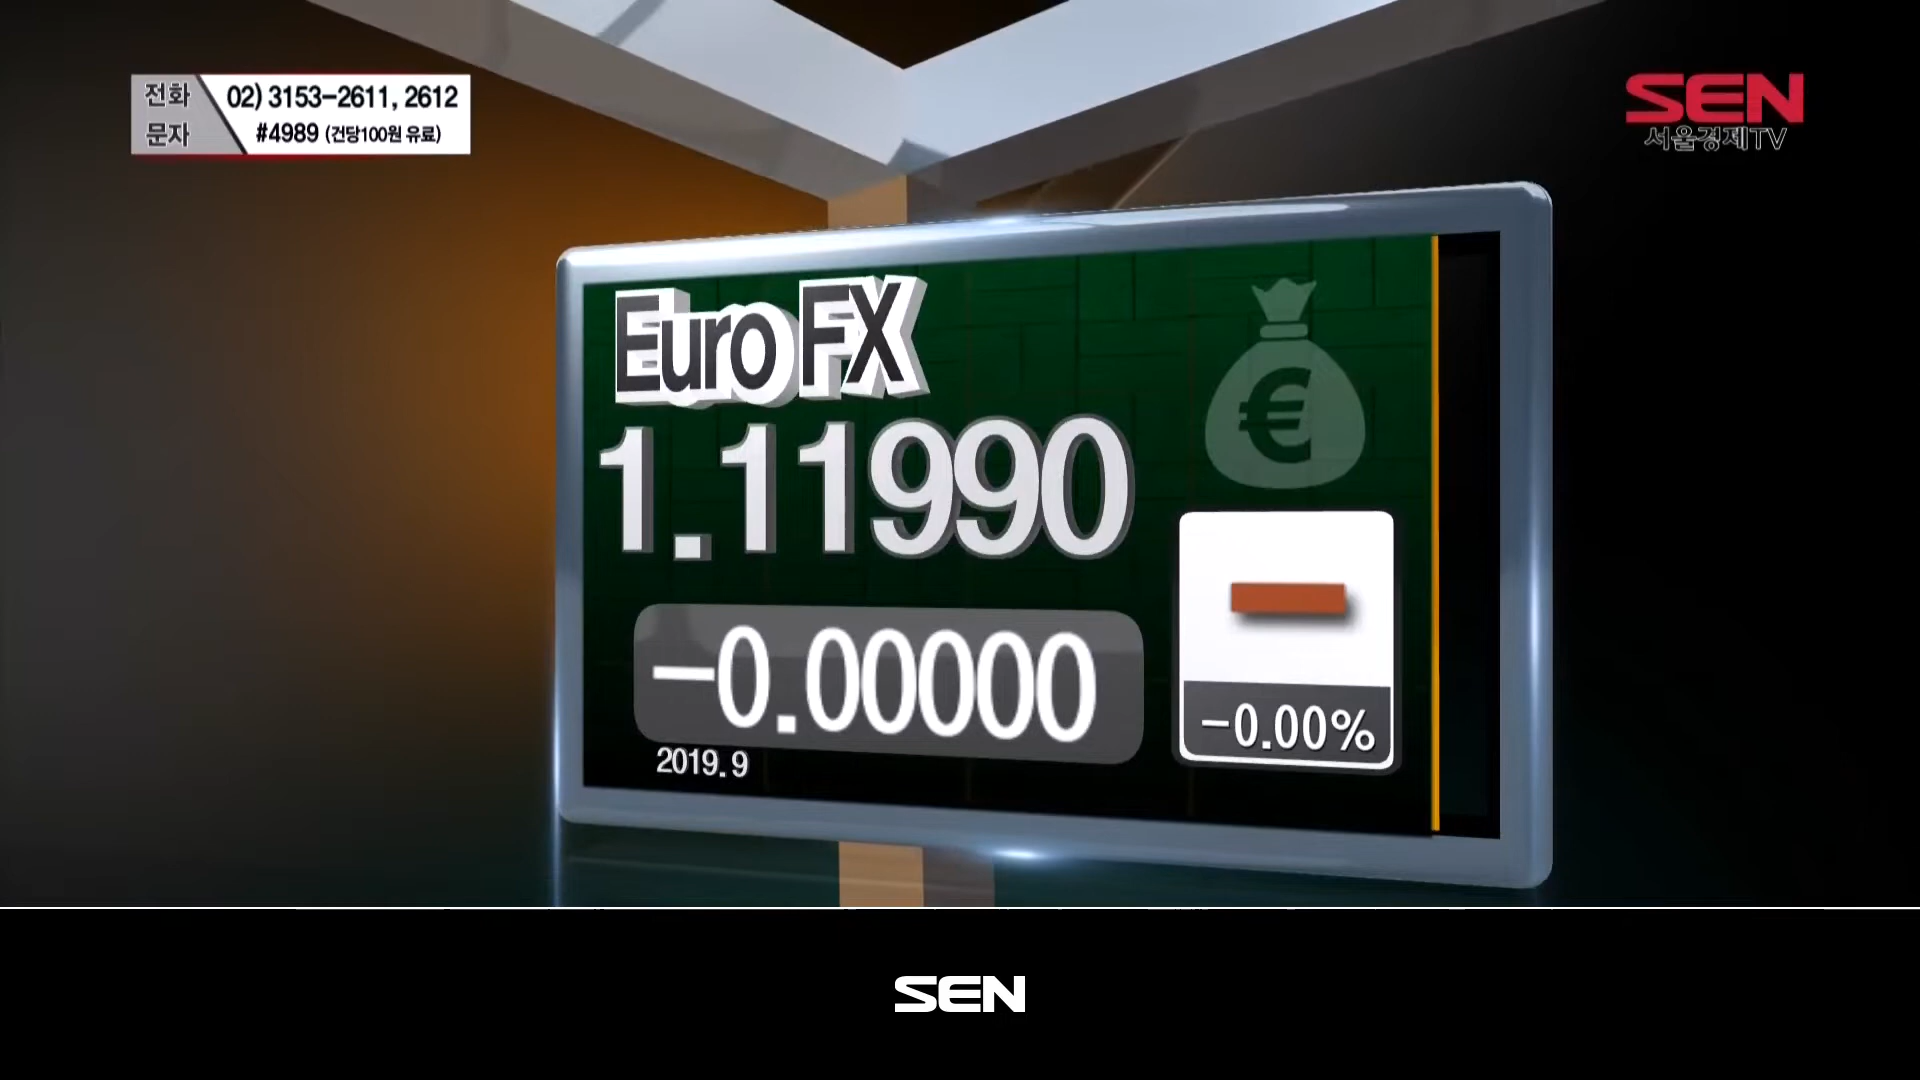 전화 02) 3153-2611, 2612
문자 #4989 (건당100원 유료)
SEN
서울경제TV
Euro FX
€
1.11990
-0.00000
-0.00%
2019.9
SEN